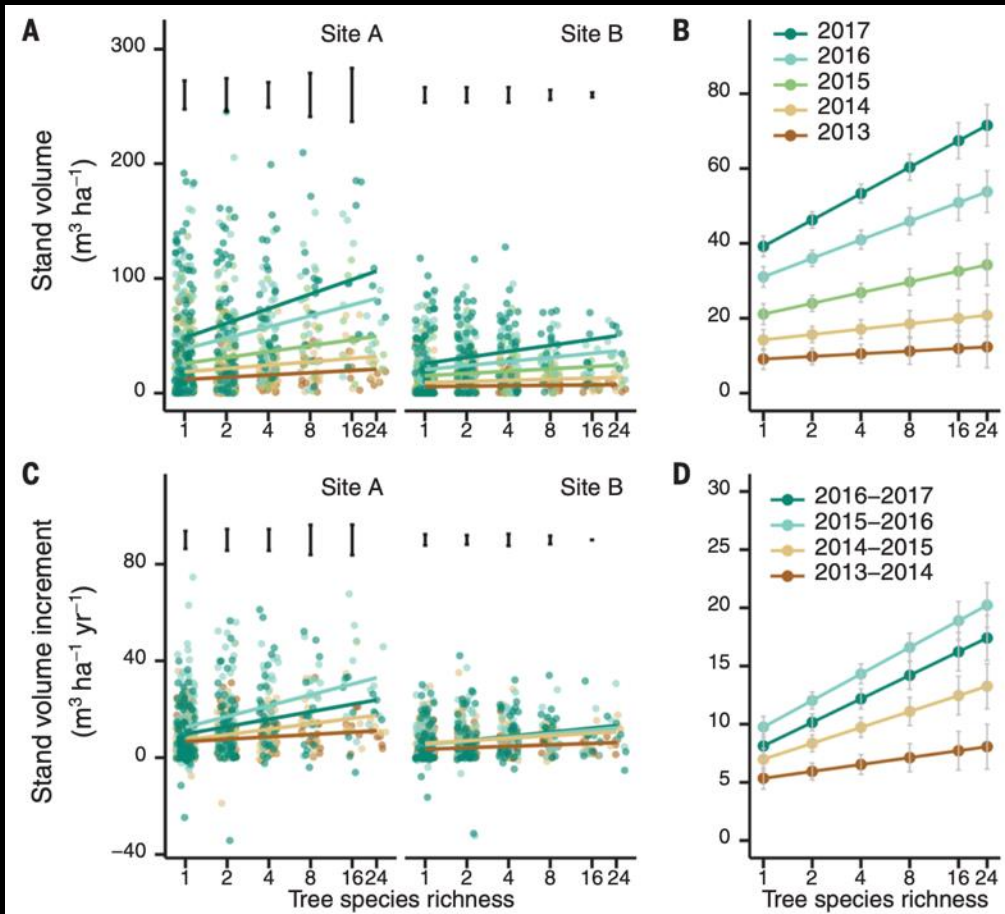 A
Site A
Site B
300
200
100
0
Stand volume
(m³ ha⁻¹)
1 2 4 8 16 24
1 2 4 8 16 24
B
2017
2016
2015
2014
2013
80
60
40
20
0
1 2 4 8 16 24
C
Site A
Site B
80
40
0
−40
Stand volume increment
(m³ ha⁻¹ yr⁻¹)
1 2 4 8 16 24
1 2 4 8 16 24
Tree species richness
D
2016–2017
2015–2016
2014–2015
2013–2014
30
25
20
15
10
5
0
1 2 4 8 16 24
Tree species richness